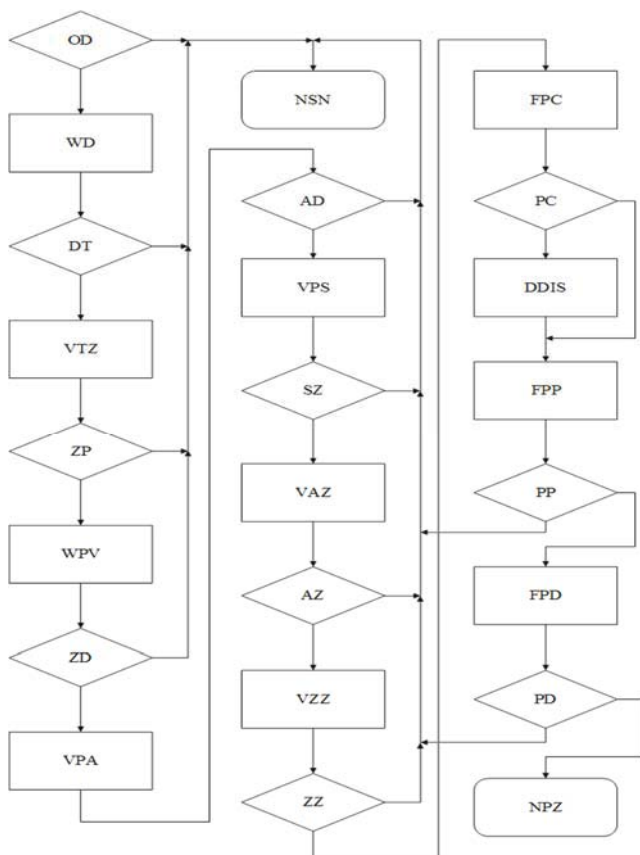 OD
WD
DT
VTZ
ZP
WPV
ZD
VPA
NSN
AD
VPS
SZ
VAZ
AZ
VZZ
ZZ
FPC
PC
DDIS
FPP
PP
FPD
PD
NPZ